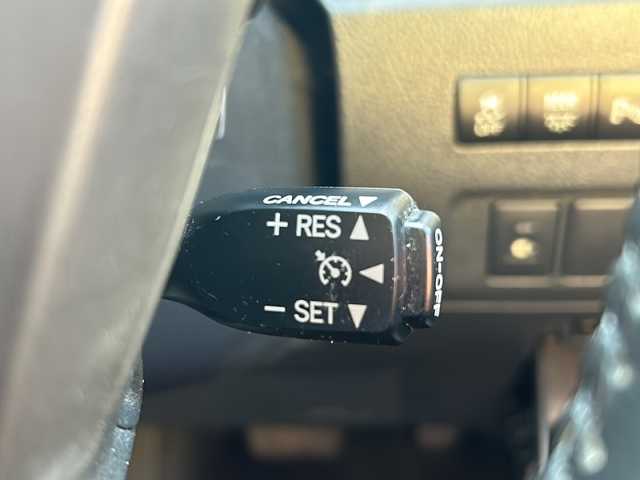 CANCEL
+ RES
- SET
ON-OFF